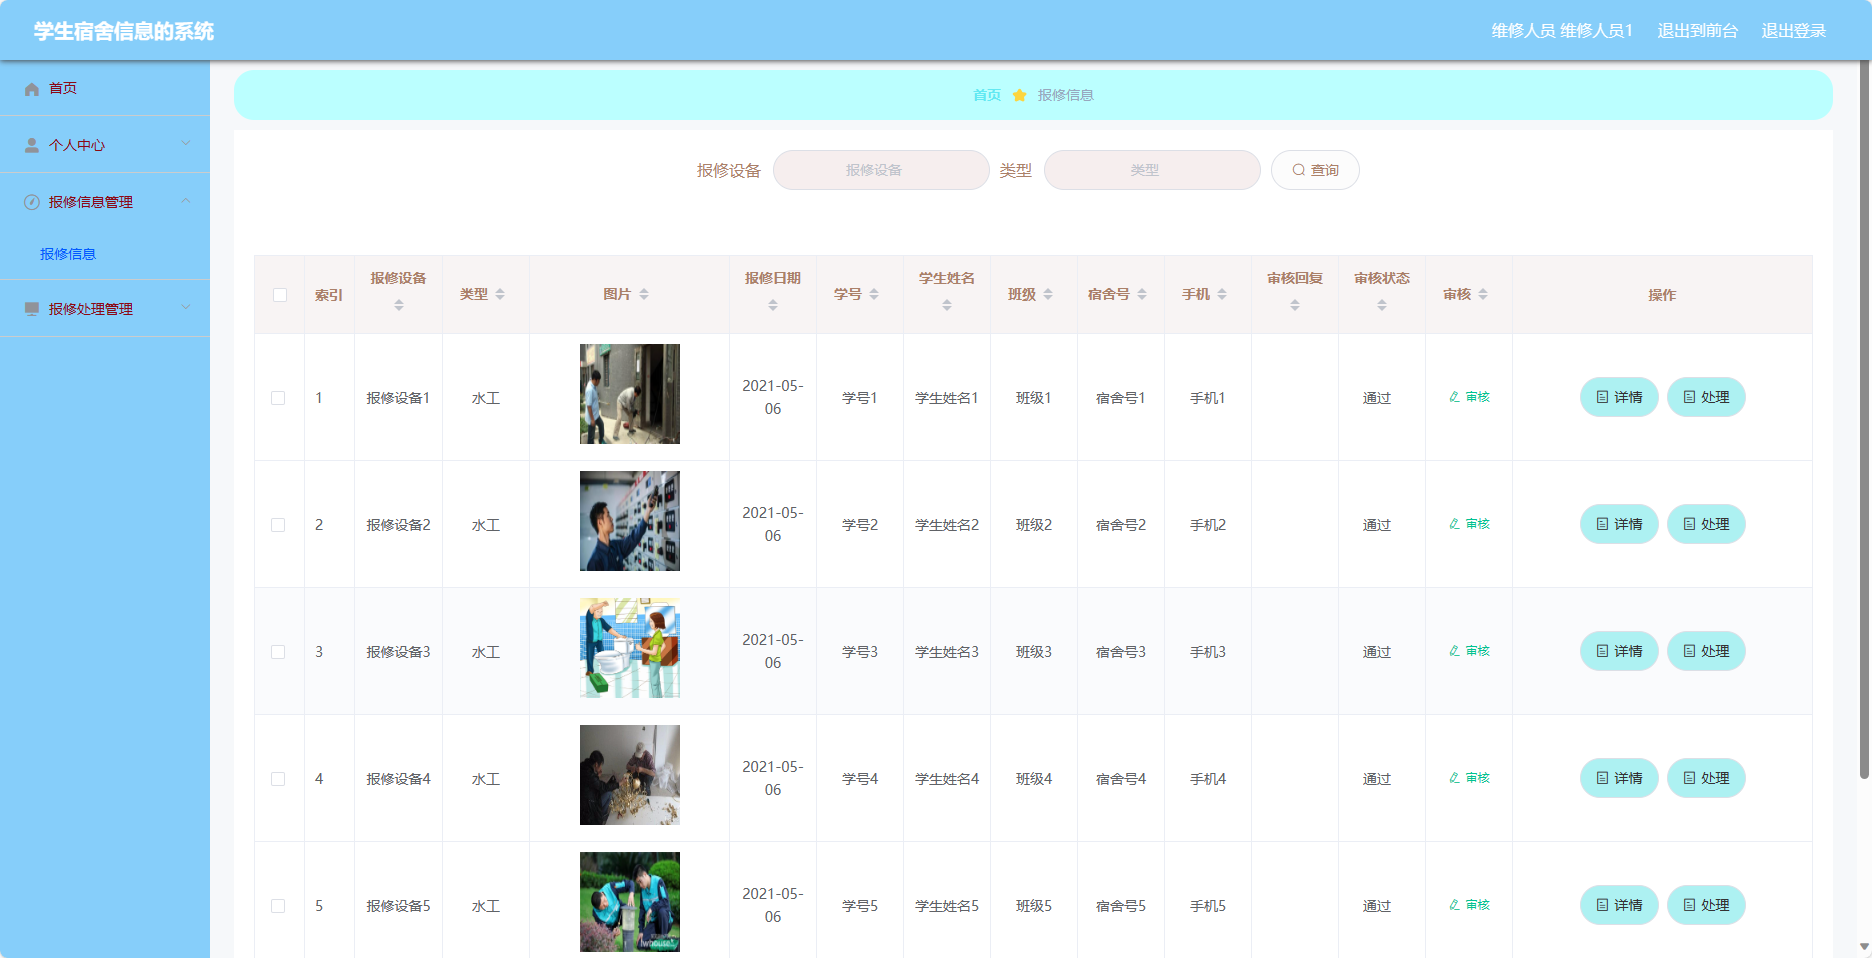 学生宿舍信息的系统
维修人员 维修人员1 退出到前台 退出登录
首页
个人中心
报修信息管理
报修信息
报修处理管理
首页 报修信息
报修设备 报修设备 类型 类型 查询
索引 报修设备 类型 图片 报修日期 学号 学生姓名 班级 宿舍号 手机 审核回复 审核状态 审核 操作
1 报修设备1 水工 2021-05-06 学号1 学生姓名1 班级1 宿舍号1 手机1 通过 审核 详情 处理
2 报修设备2 水工 2021-05-06 学号2 学生姓名2 班级2 宿舍号2 手机2 通过 审核 详情 处理
3 报修设备3 水工 2021-05-06 学号3 学生姓名3 班级3 宿舍号3 手机3 通过 审核 详情 处理
4 报修设备4 水工 2021-05-06 学号4 学生姓名4 班级4 宿舍号4 手机4 通过 审核 详情 处理
5 报修设备5 水工 2021-05-06 学号5 学生姓名5 班级5 宿舍号5 手机5 通过 审核 详情 处理